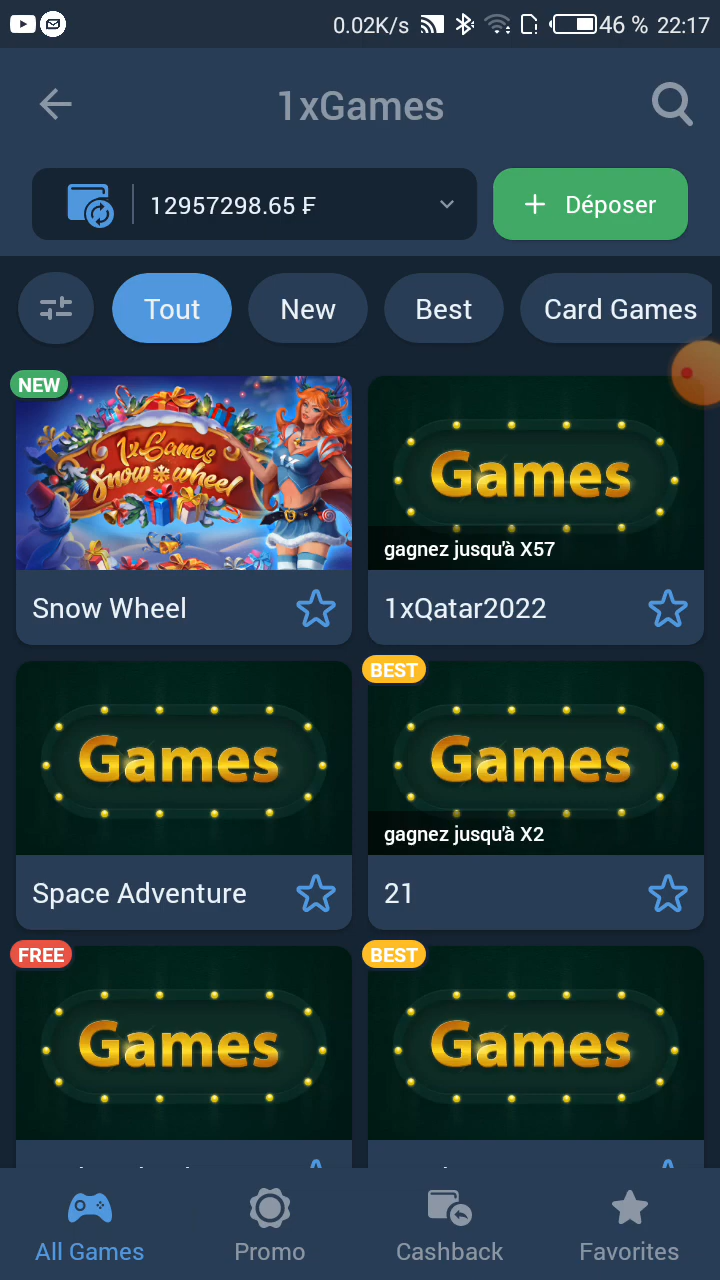 0.02K/s 46 % 22:17
1xGames
12957298.65 ₣
+ Déposer
Tout
New
Best
Card Games
NEW
1xGames
Snow wheel
Games
gagnez jusqu'à X57
Snow Wheel
1xQatar2022
Games
BEST
Games
gagnez jusqu'à X2
Space Adventure
21
FREE
Games
BEST
Games
All Games
Promo
Cashback
Favorites